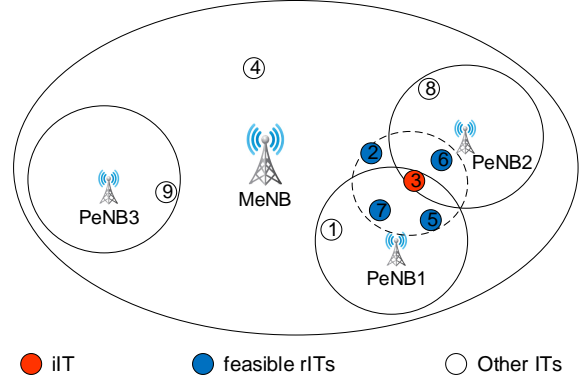 4
8
2
6
PeNB2
3
MeNB
9
PeNB3
7
5
1
PeNB1
iIT
feasible rITs
Other ITs